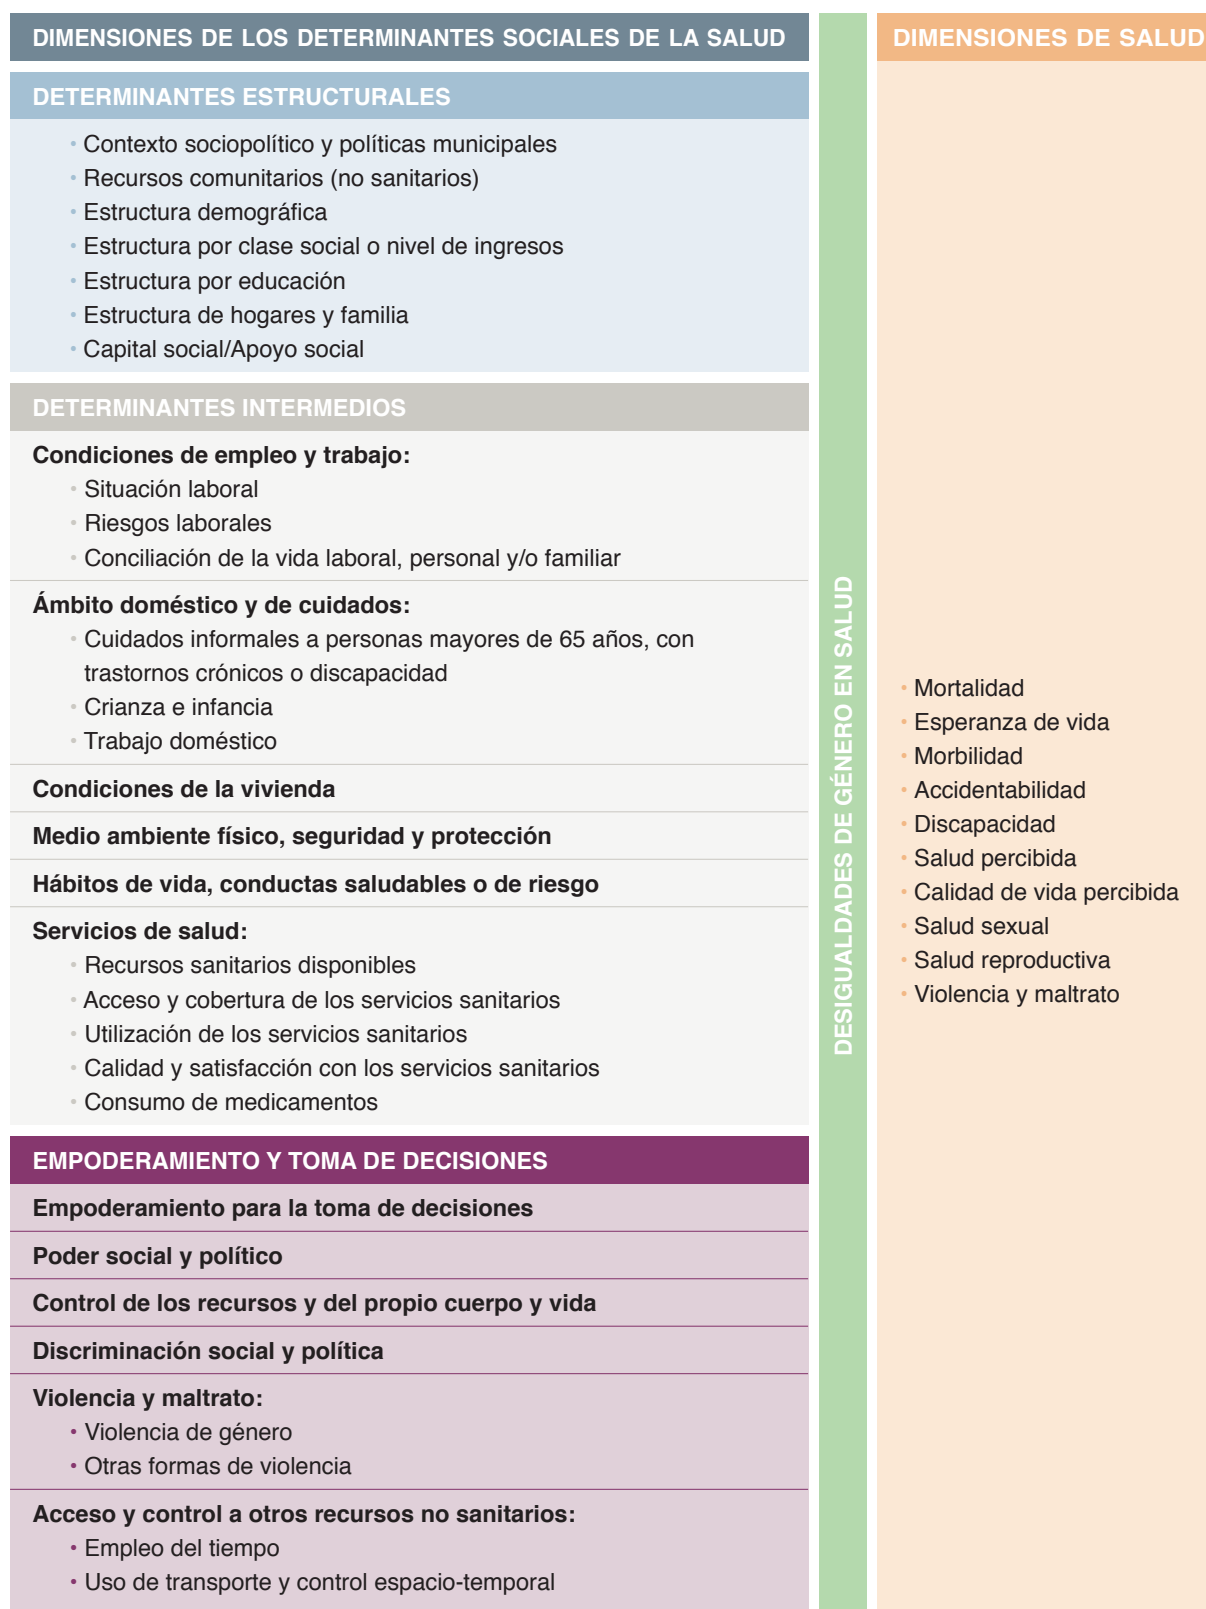 DIMENSIONES DE LOS DETERMINANTES SOCIALES DE LA SALUD
DETERMINANTES ESTRUCTURALES
• Contexto sociopolítico y políticas municipales
• Recursos comunitarios (no sanitarios)
• Estructura demográfica
• Estructura por clase social o nivel de ingresos
• Estructura por educación
• Estructura de hogares y familia
• Capital social/Apoyo social
DETERMINANTES INTERMEDIOS
Condiciones de empleo y trabajo:
• Situación laboral
• Riesgos laborales
• Conciliación de la vida laboral, personal y/o familiar
Ámbito doméstico y de cuidados:
• Cuidados informales a personas mayores de 65 años, con
trastornos crónicos o discapacidad
• Crianza e infancia
• Trabajo doméstico
Condiciones de la vivienda
Medio ambiente físico, seguridad y protección
Hábitos de vida, conductas saludables o de riesgo
Servicios de salud:
• Recursos sanitarios disponibles
• Acceso y cobertura de los servicios sanitarios
• Utilización de los servicios sanitarios
• Calidad y satisfacción con los servicios sanitarios
• Consumo de medicamentos
EMPODERAMIENTO Y TOMA DE DECISIONES
Empoderamiento para la toma de decisiones
Poder social y político
Control de los recursos y del propio cuerpo y vida
Discriminación social y política
Violencia y maltrato:
• Violencia de género
• Otras formas de violencia
Acceso y control a otros recursos no sanitarios:
• Empleo del tiempo
• Uso de transporte y control espacio-temporal
DESIGUALDADES DE GÉNERO EN SALUD
DIMENSIONES DE SALUD
• Mortalidad
• Esperanza de vida
• Morbilidad
• Accidentabilidad
• Discapacidad
• Salud percibida
• Calidad de vida percibida
• Salud sexual
• Salud reproductiva
• Violencia y maltrato